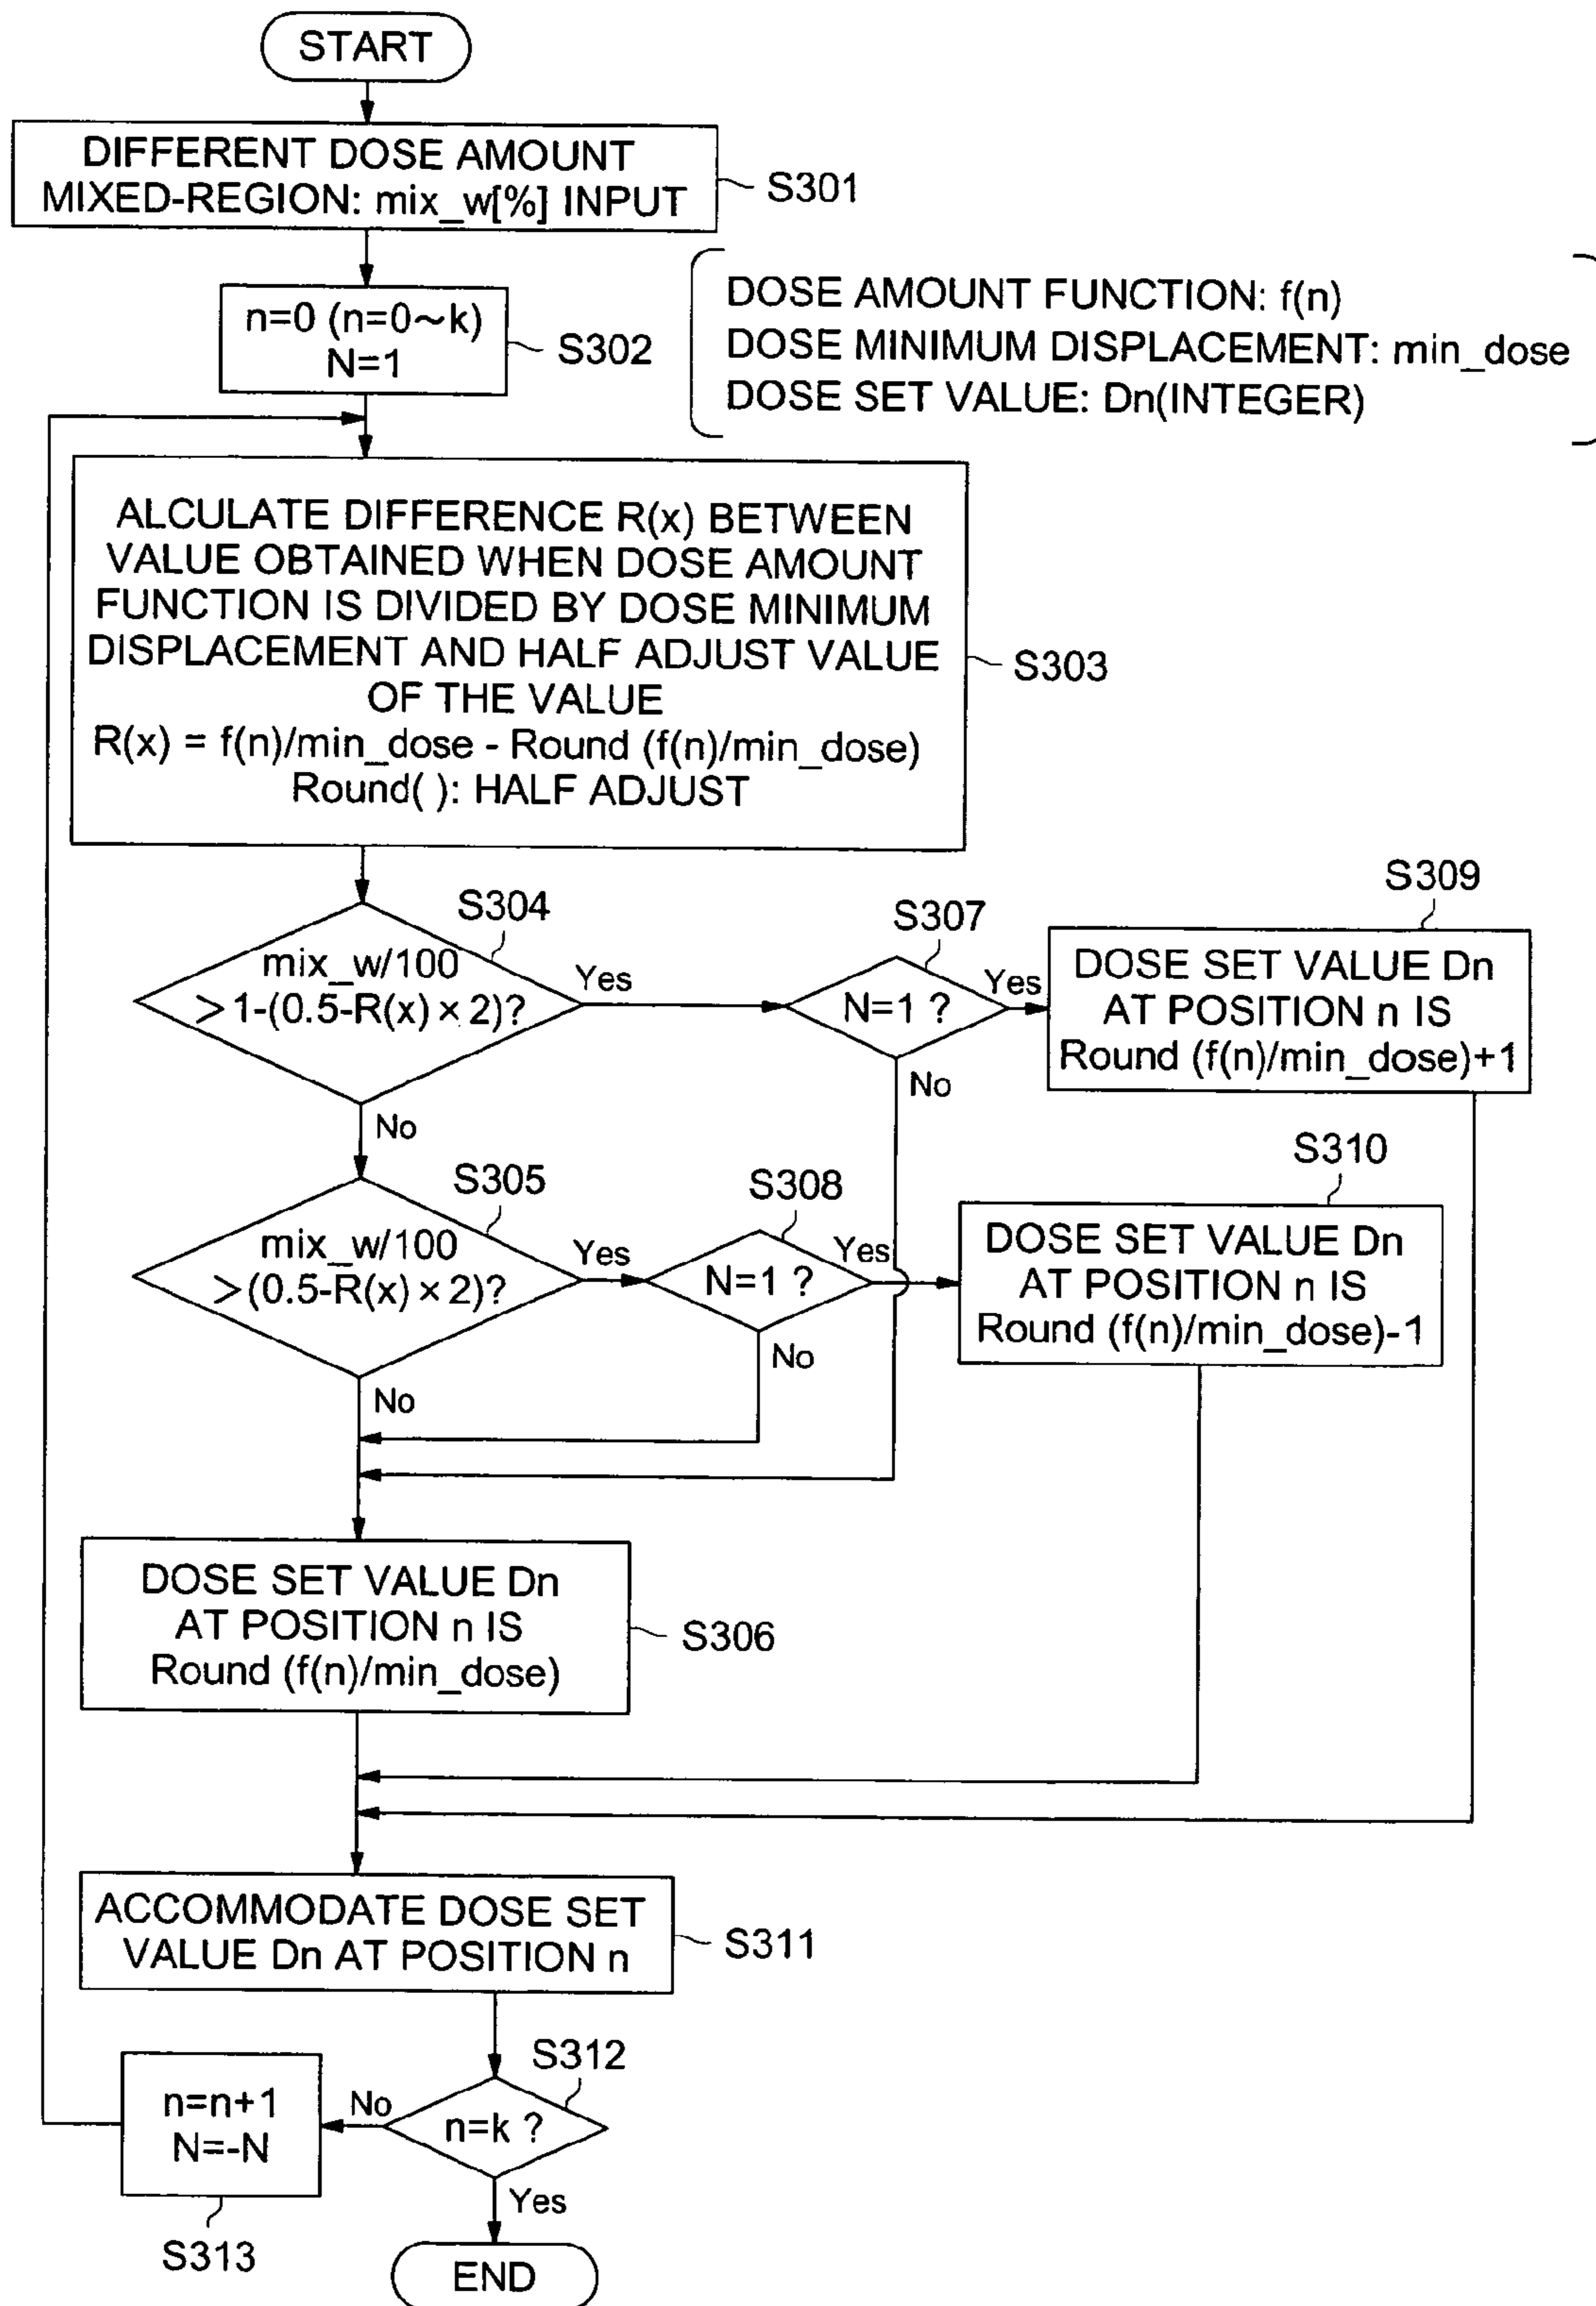 START
DIFFERENT DOSE AMOUNT
MIXED-REGION: mix_w[%] INPUT
S301
n=0 (n=0~k)
N=1
S302
DOSE AMOUNT FUNCTION: f(n)
DOSE MINIMUM DISPLACEMENT: min_dose
DOSE SET VALUE: Dn(INTEGER)
ALCULATE DIFFERENCE R(x) BETWEEN
VALUE OBTAINED WHEN DOSE AMOUNT
FUNCTION IS DIVIDED BY DOSE MINIMUM
DISPLACEMENT AND HALF ADJUST VALUE
OF THE VALUE
R(x) = f(n)/min_dose - Round (f(n)/min_dose)
Round( ): HALF ADJUST
S303
S304
mix_w/100
>1-(0.5-R(x)×2)?
Yes
No
S307
N=1 ?
Yes
No
S309
DOSE SET VALUE Dn
AT POSITION n IS
Round (f(n)/min_dose)+1
S305
mix_w/100
>(0.5-R(x)×2)?
Yes
No
S308
N=1 ?
Yes
No
S310
DOSE SET VALUE Dn
AT POSITION n IS
Round (f(n)/min_dose)-1
DOSE SET VALUE Dn
AT POSITION n IS
Round (f(n)/min_dose)
S306
ACCOMMODATE DOSE SET
VALUE Dn AT POSITION n
S311
S312
n=k ?
No
Yes
n=n+1
N=-N
S313
END